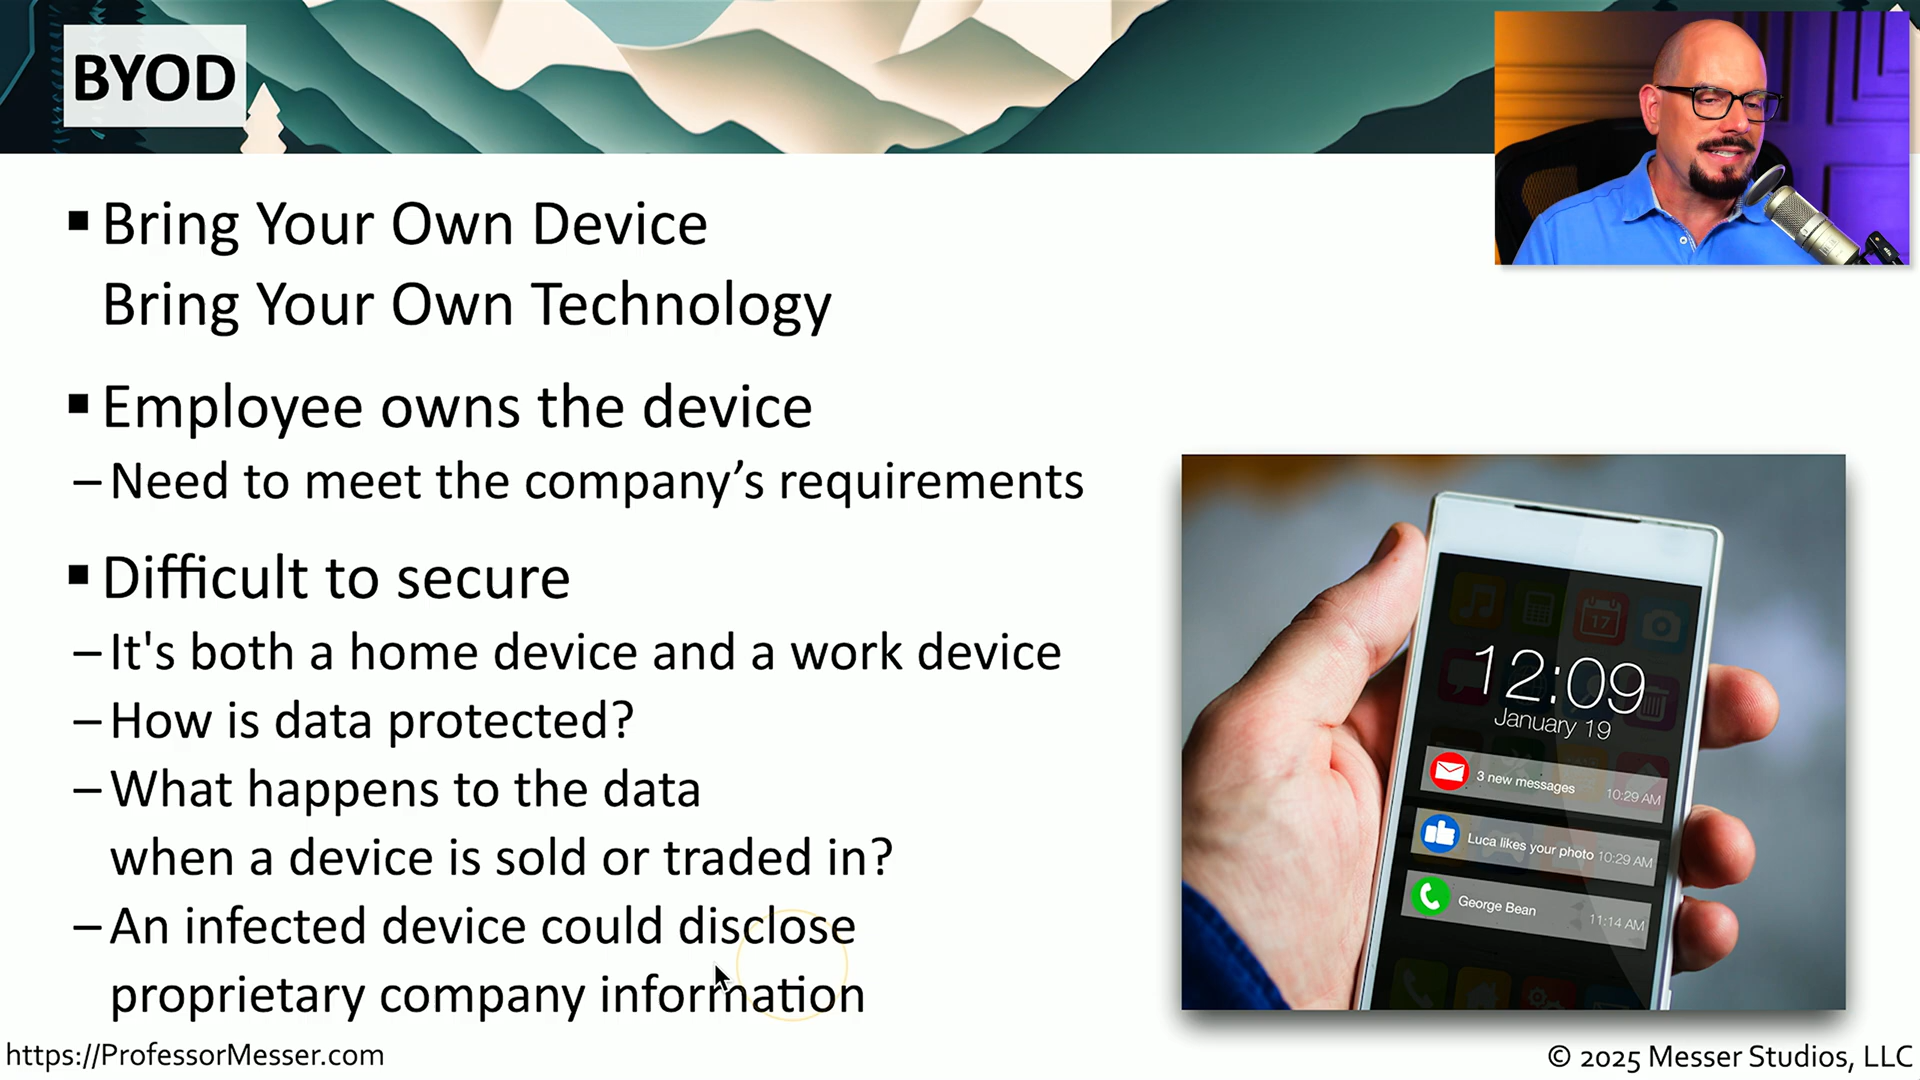 BYOD
▪ Bring Your Own Device
Bring Your Own Technology
▪ Employee owns the device
– Need to meet the company’s requirements
▪ Difficult to secure
– It's both a home device and a work device
– How is data protected?
– What happens to the data
when a device is sold or traded in?
– An infected device could disclose
proprietary company information
17
12:09
January 19
3 new messages 10:29 AM
Luca likes your photo 10:29 AM
George Bean 11:14 AM
https://ProfessorMesser.com
© 2025 Messer Studios, LLC